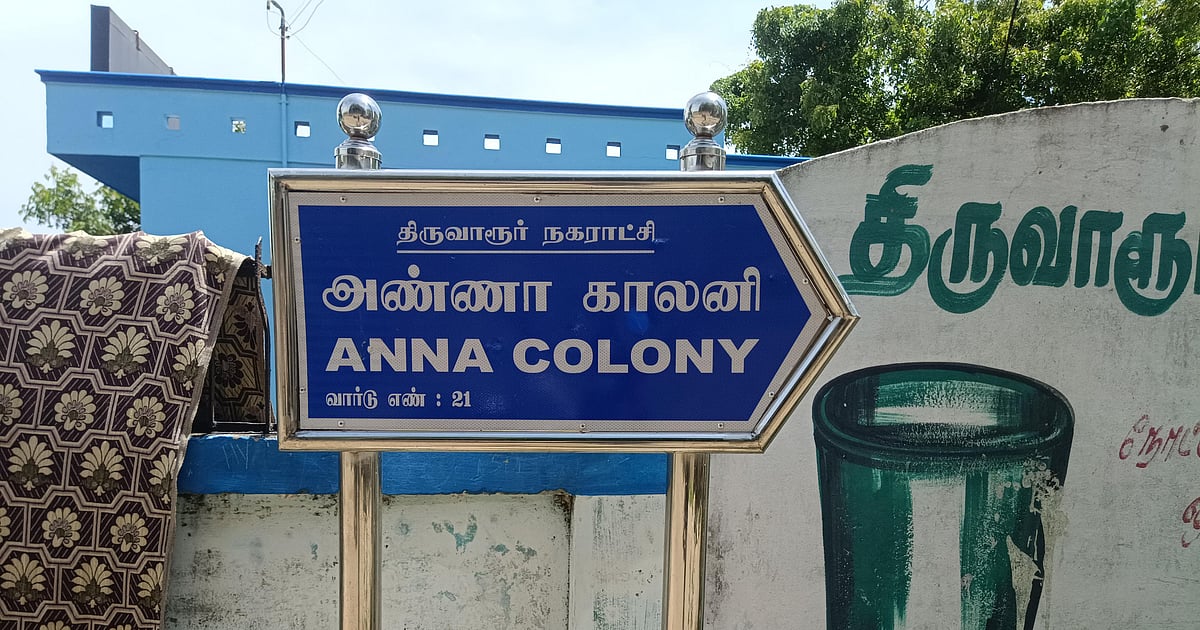 திருவாரூர் நகராட்சி
அண்ணா காலனி
ANNA COLONY
வார்டு எண் : 21
திருவாரூ